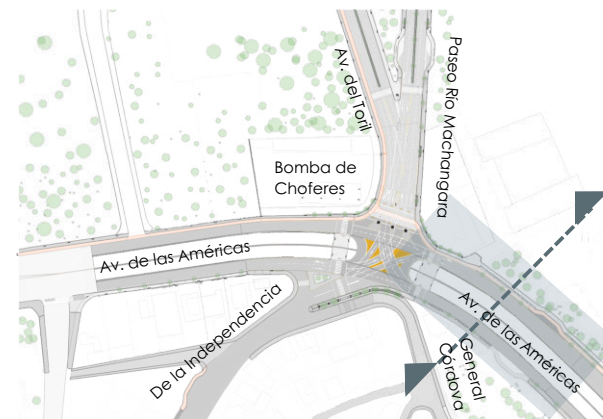 Av. del Toril
Paseo Río Machangara
Bomba de
Choferes
Av. de las Américas
De la Independencia
Av. de las Américas
General
Córdova